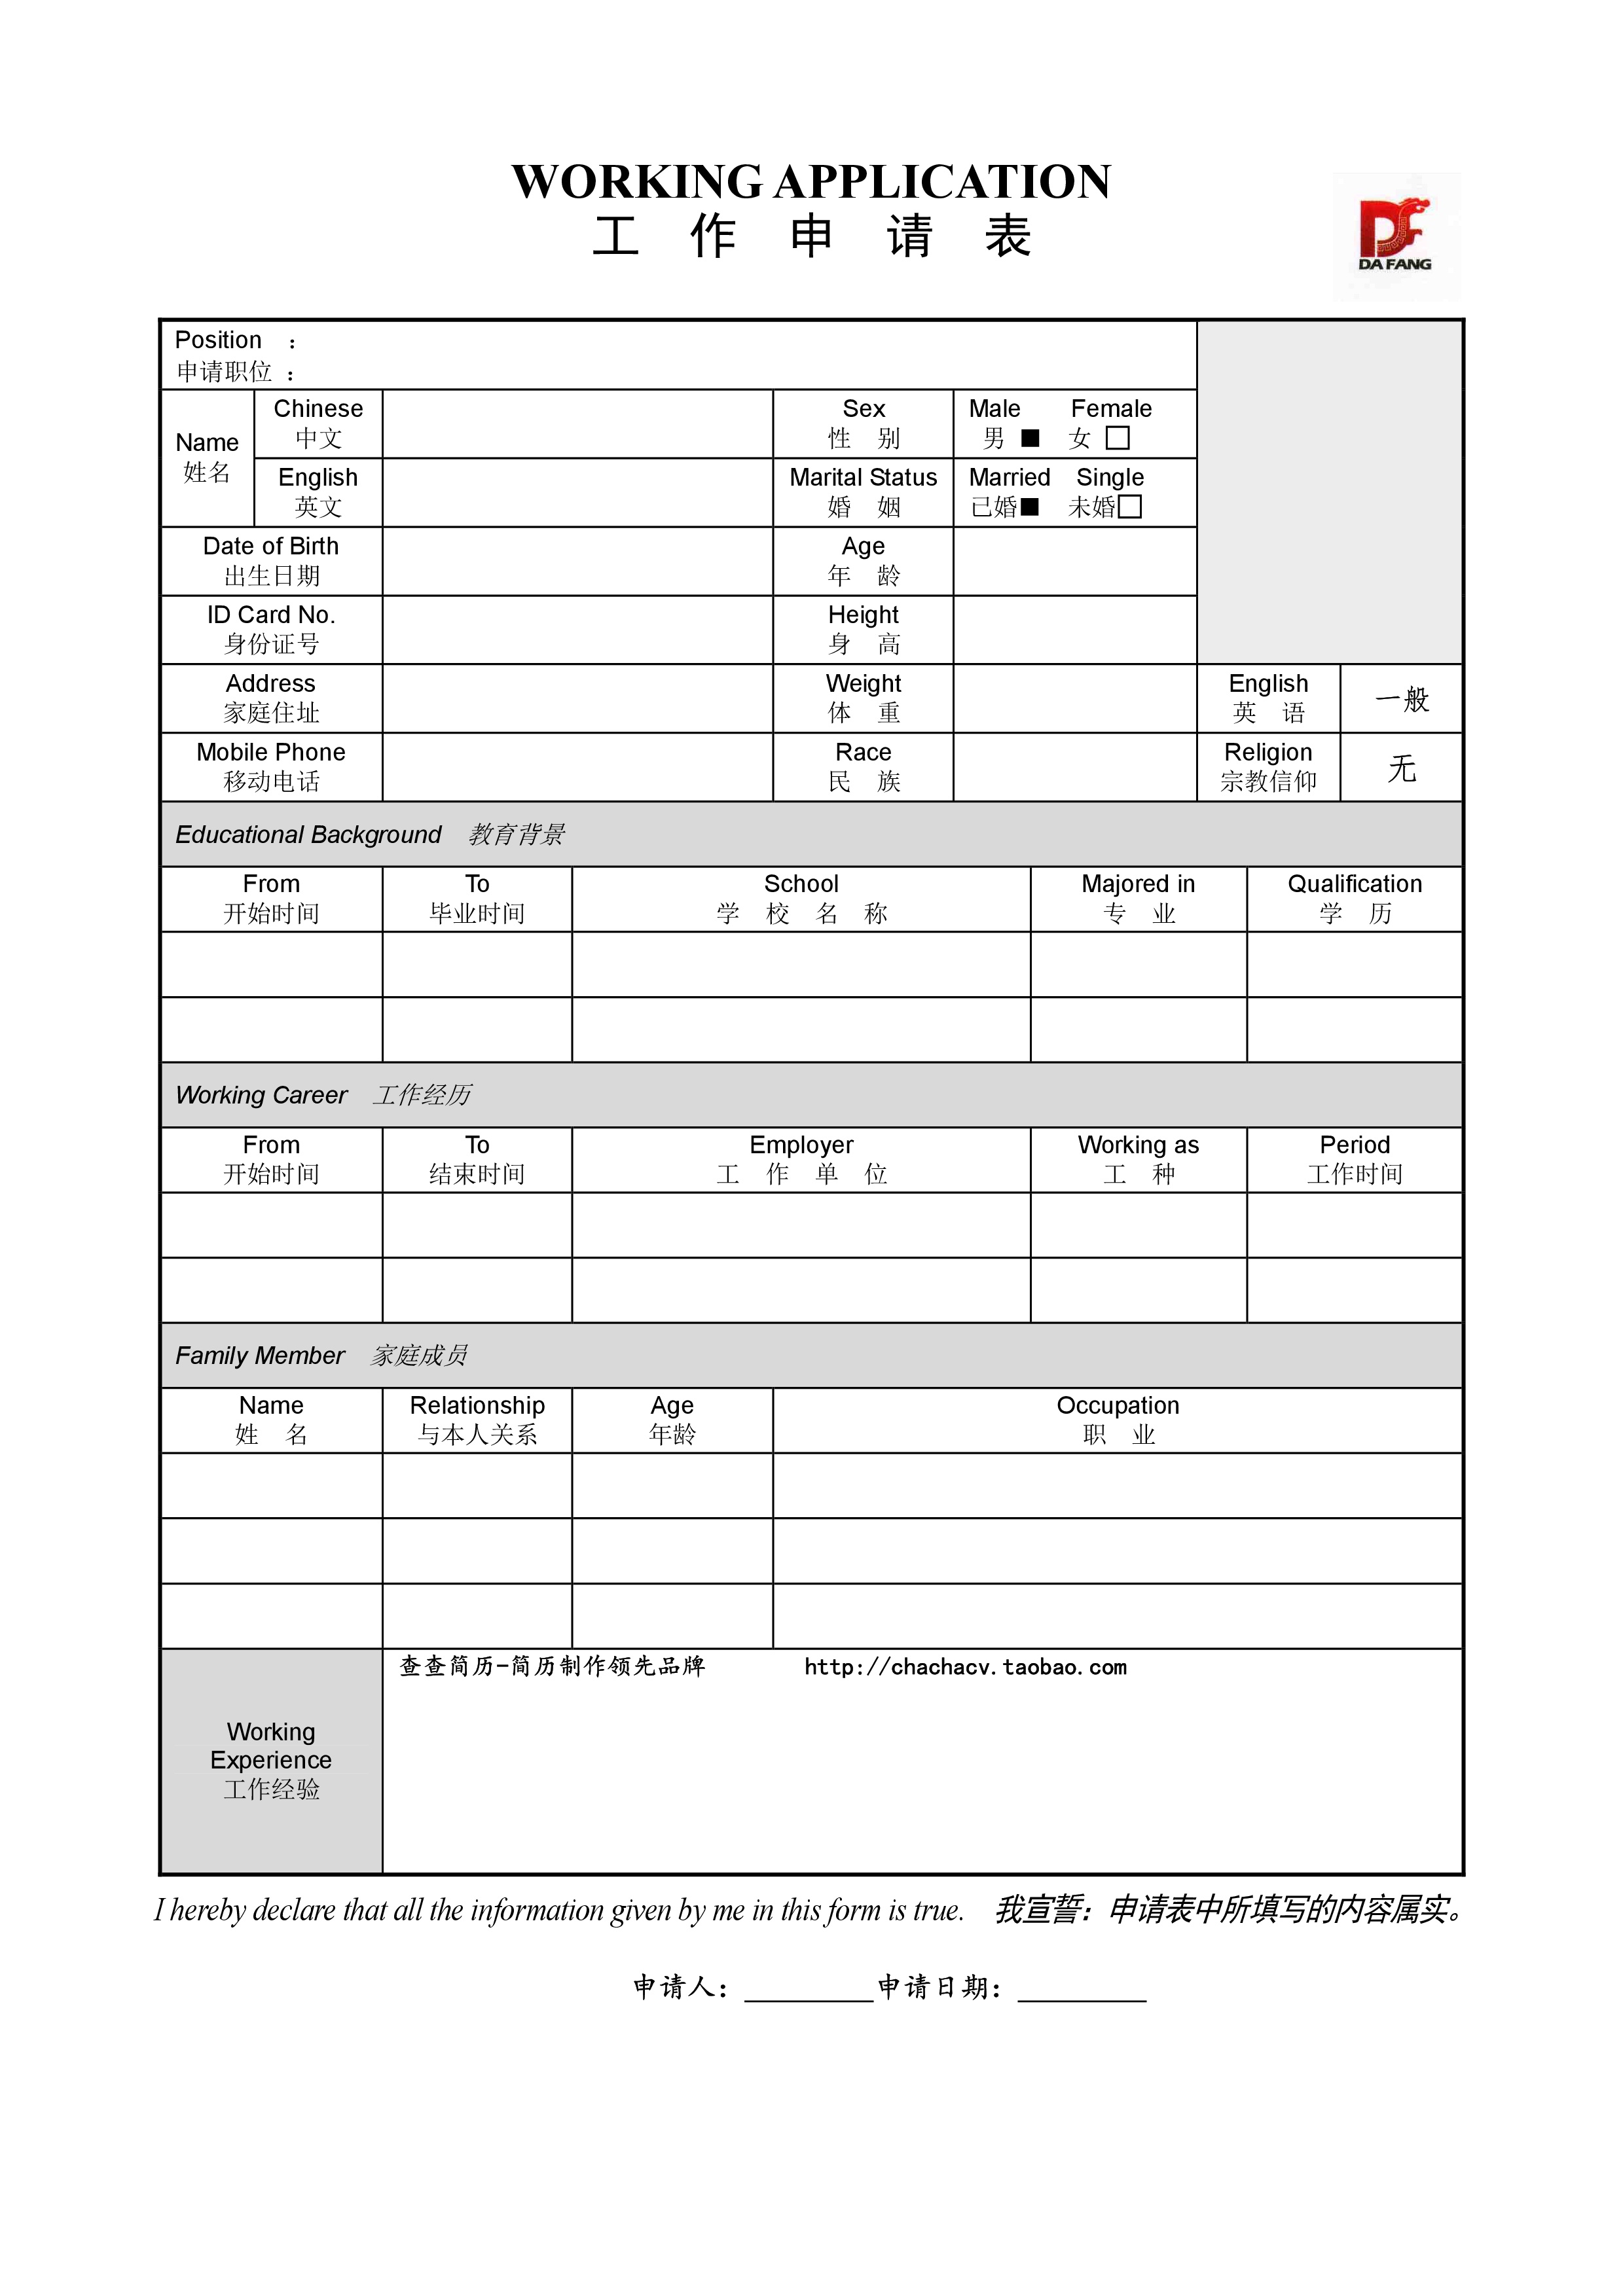 WORKING APPLICATION
工 作 申 请 表
DA FANG
Position :
申请职位 :
Name
姓名
Chinese
中文
Sex
性 别
Male Female
男 ■ 女 □
English
英文
Marital Status
婚 姻
Married Single
已婚■ 未婚□
Date of Birth
出生日期
Age
年 龄
ID Card No.
身份证号
Height
身 高
Address
家庭住址
Weight
体 重
English
英 语
一般
Mobile Phone
移动电话
Race
民 族
Religion
宗教信仰
无
Educational Background 教育背景
From
开始时间
To
毕业时间
School
学 校 名 称
Majored in
专 业
Qualification
学 历
Working Career 工作经历
From
开始时间
To
结束时间
Employer
工 作 单 位
Working as
工 种
Period
工作时间
Family Member 家庭成员
Name
姓 名
Relationship
与本人关系
Age
年龄
Occupation
职 业
Working
Experience
工作经验
查查简历-简历制作领先品牌 http://chachacv.taobao.com
I hereby declare that all the information given by me in this form is true. 我宣誓：申请表中所填写的内容属实。
申请人：________申请日期：________